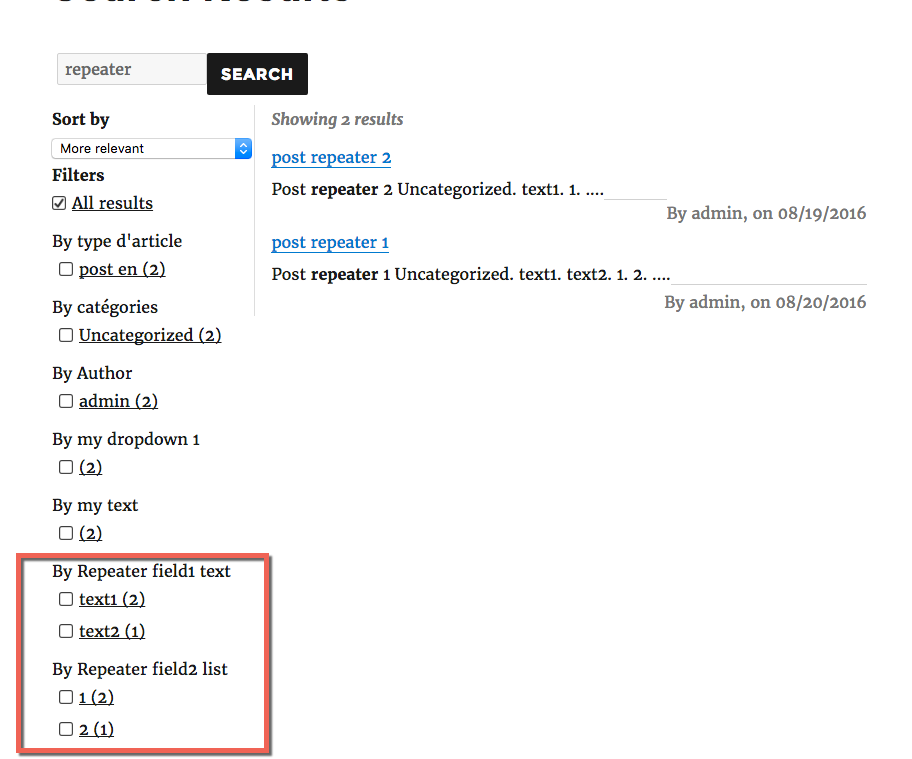 repeater
SEARCH
Sort by
More relevant
Filters
All results
By type d'article
post en (2)
By catégories
Uncategorized (2)
By Author
admin (2)
By my dropdown 1
(2)
By my text
(2)
By Repeater field1 text
text1 (2)
text2 (1)
By Repeater field2 list
1 (2)
2 (1)
Showing 2 results
post repeater 2
Post repeater 2 Uncategorized. text1. 1. ....
By admin, on 08/19/2016
post repeater 1
Post repeater 1 Uncategorized. text1. text2. 1. 2. ....
By admin, on 08/20/2016